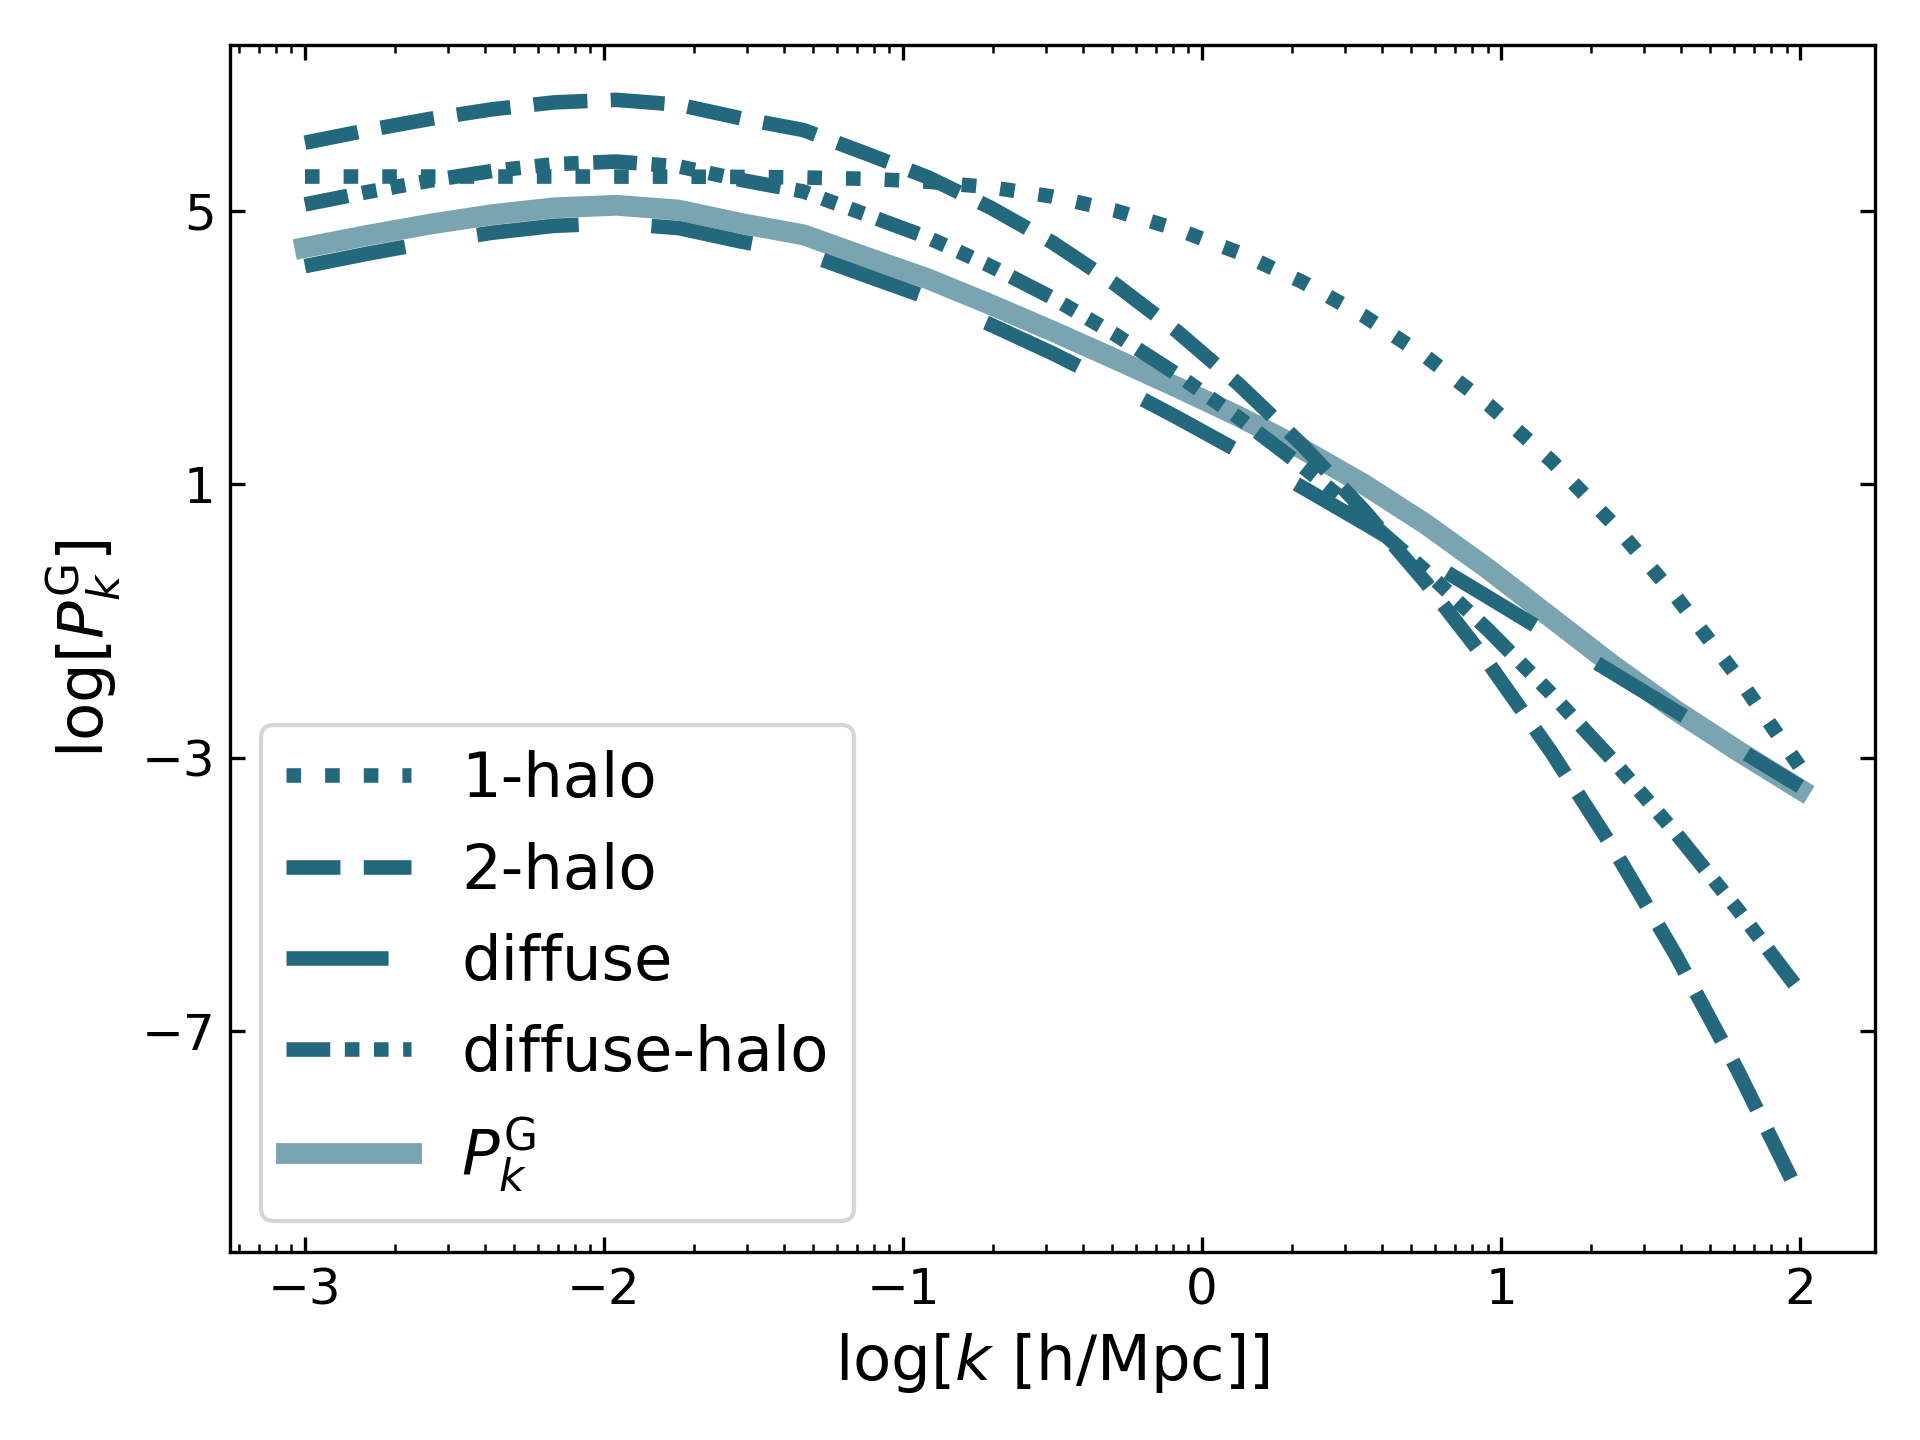 log[P_k^G]
5
1
−3
−7
1-halo
2-halo
diffuse
diffuse-halo
P_k^G
−3 −2 −1 0 1 2
log[k [h/Mpc]]